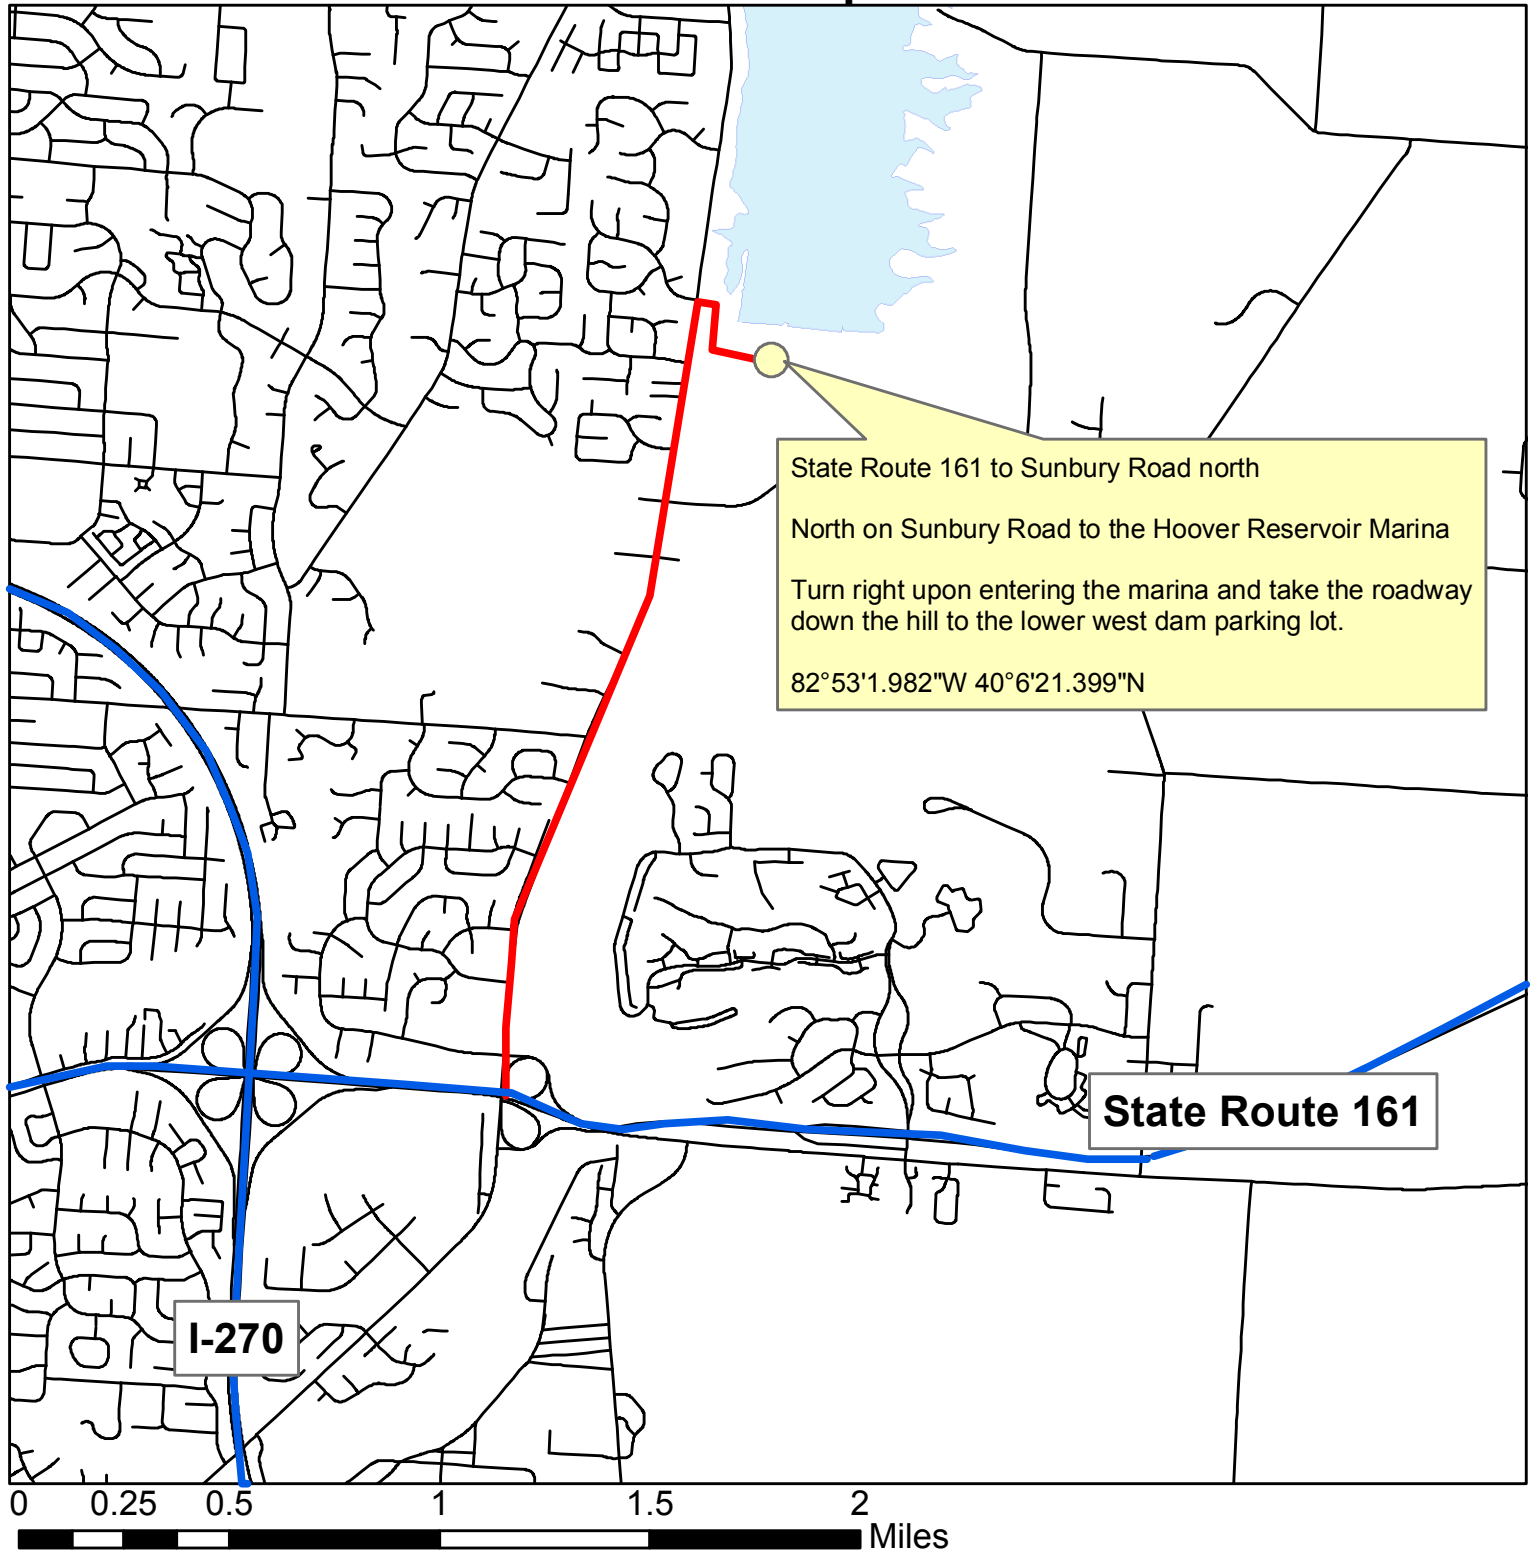 State Route 161 to Sunbury Road north
North on Sunbury Road to the Hoover Reservoir Marina
Turn right upon entering the marina and take the roadway
down the hill to the lower west dam parking lot.
82°53'1.982"W 40°6'21.399"N
State Route 161
I-270
0 0.25 0.5 1 1.5 2
Miles